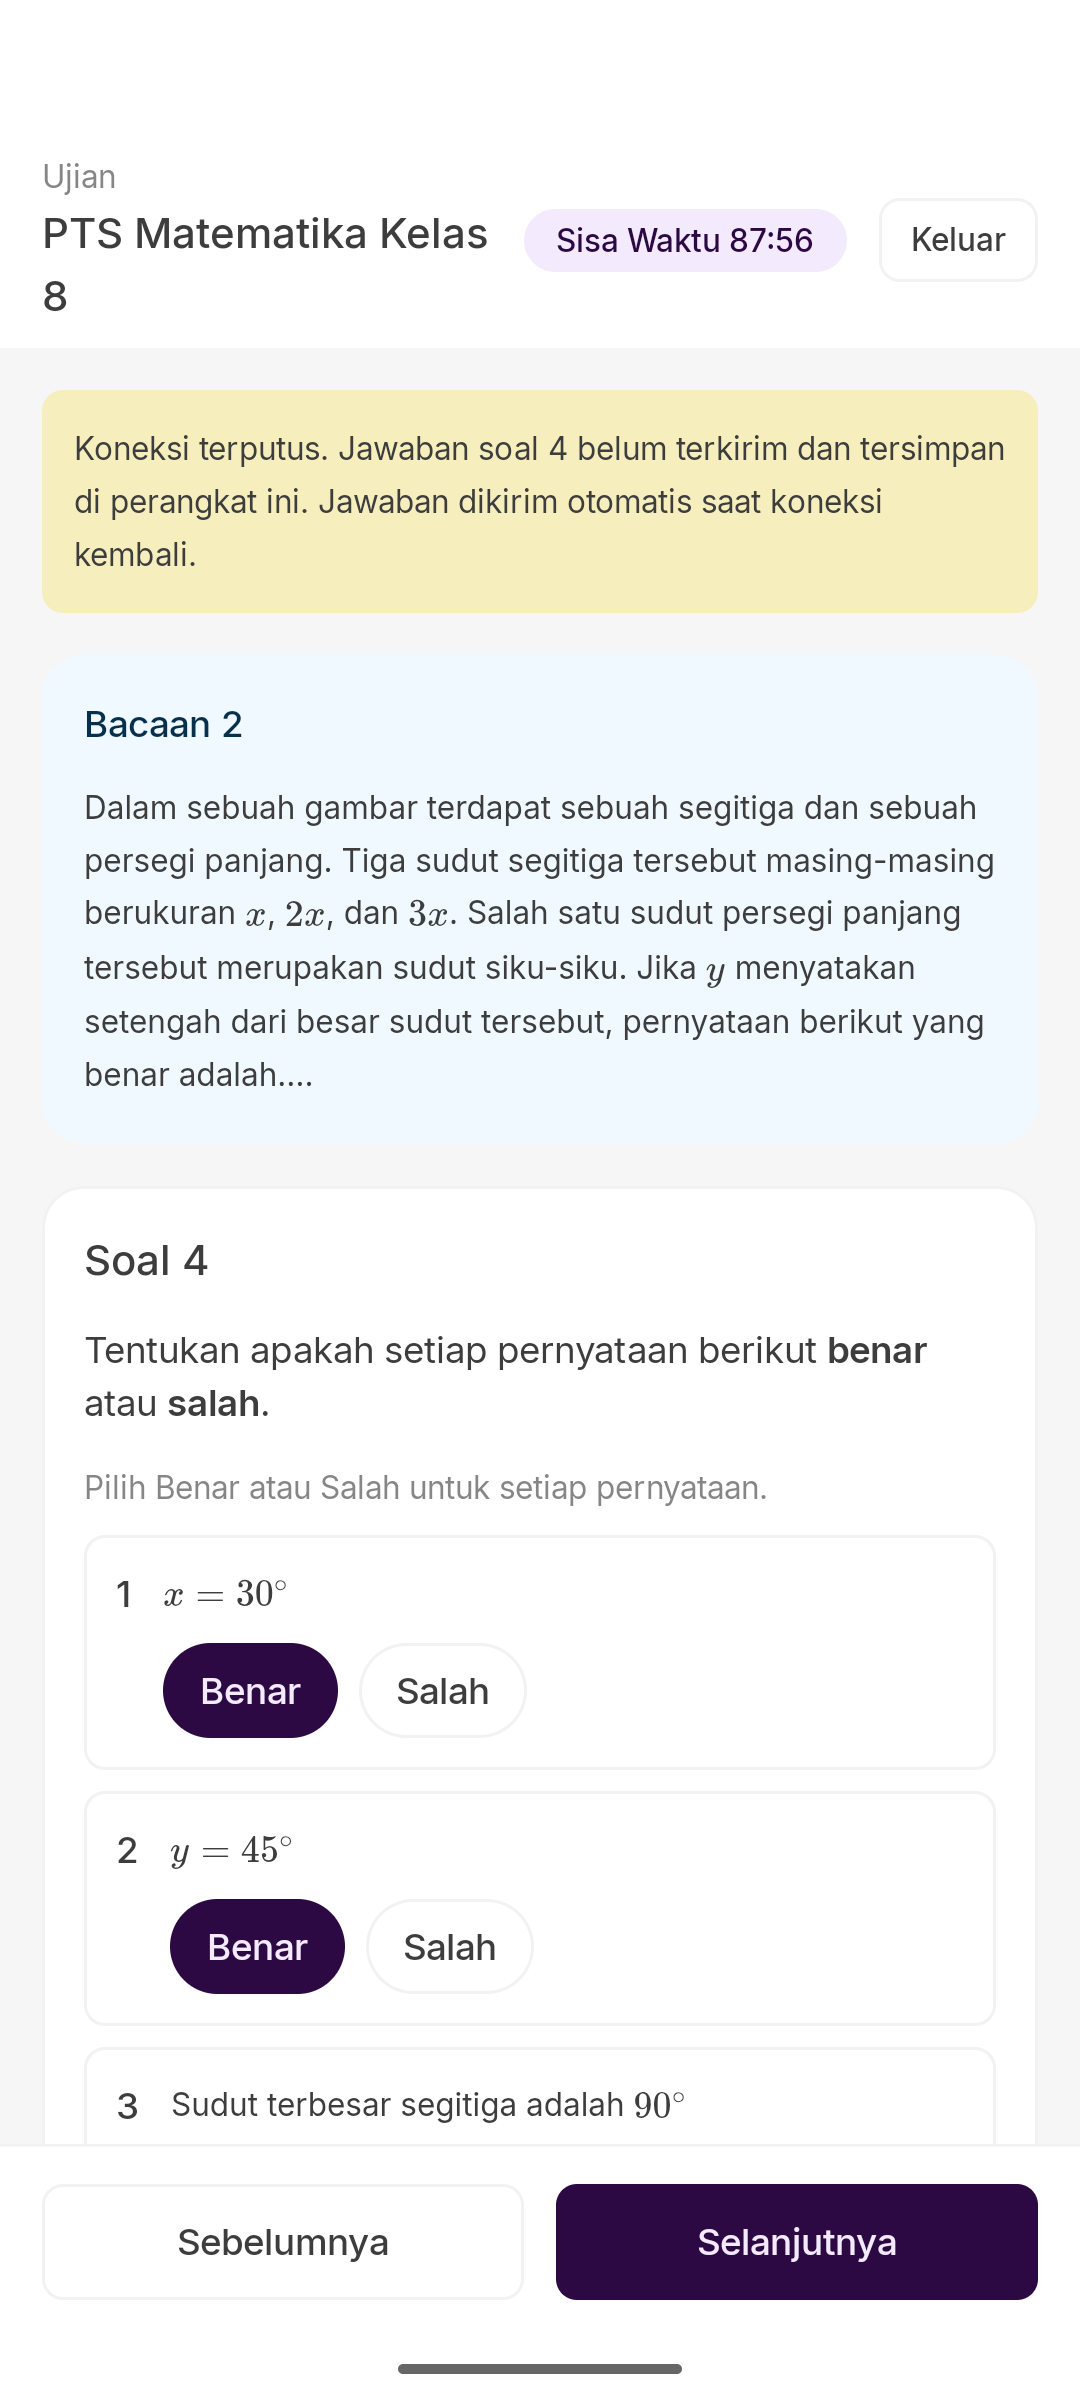 Ujian
PTS Matematika Kelas
8
Sisa Waktu 87:56
Keluar
Koneksi terputus. Jawaban soal 4 belum terkirim dan tersimpan
di perangkat ini. Jawaban dikirim otomatis saat koneksi
kembali.
Bacaan 2
Dalam sebuah gambar terdapat sebuah segitiga dan sebuah
persegi panjang. Tiga sudut segitiga tersebut masing-masing
berukuran x, 2x, dan 3x. Salah satu sudut persegi panjang
tersebut merupakan sudut siku-siku. Jika y menyatakan
setengah dari besar sudut tersebut, pernyataan berikut yang
benar adalah....
Soal 4
Tentukan apakah setiap pernyataan berikut benar
atau salah.
Pilih Benar atau Salah untuk setiap pernyataan.
1 x = 30°
Benar Salah
2 y = 45°
Benar Salah
3 Sudut terbesar segitiga adalah 90°
Sebelumnya Selanjutnya